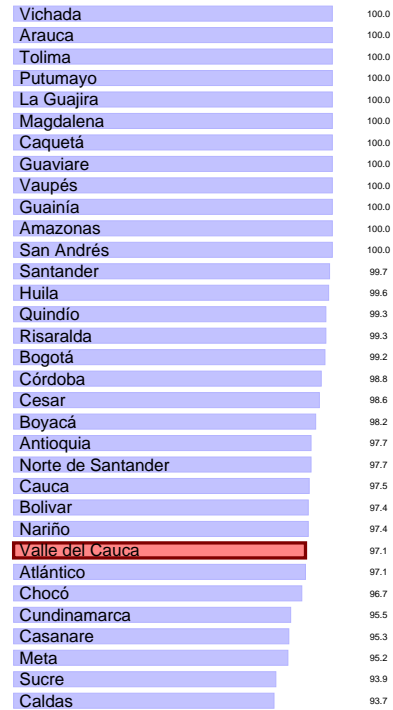 Vichada 100.0
Arauca 100.0
Tolima 100.0
Putumayo 100.0
La Guajira 100.0
Magdalena 100.0
Caquetá 100.0
Guaviare 100.0
Vaupés 100.0
Guainía 100.0
Amazonas 100.0
San Andrés 100.0
Santander 99.7
Huila 99.6
Quindío 99.3
Risaralda 99.3
Bogotá 99.2
Córdoba 98.8
Cesar 98.6
Boyacá 98.2
Antioquia 97.7
Norte de Santander 97.7
Cauca 97.5
Bolivar 97.4
Nariño 97.4
Valle del Cauca 97.1
Atlántico 97.1
Chocó 96.7
Cundinamarca 95.5
Casanare 95.3
Meta 95.2
Sucre 93.9
Caldas 93.7